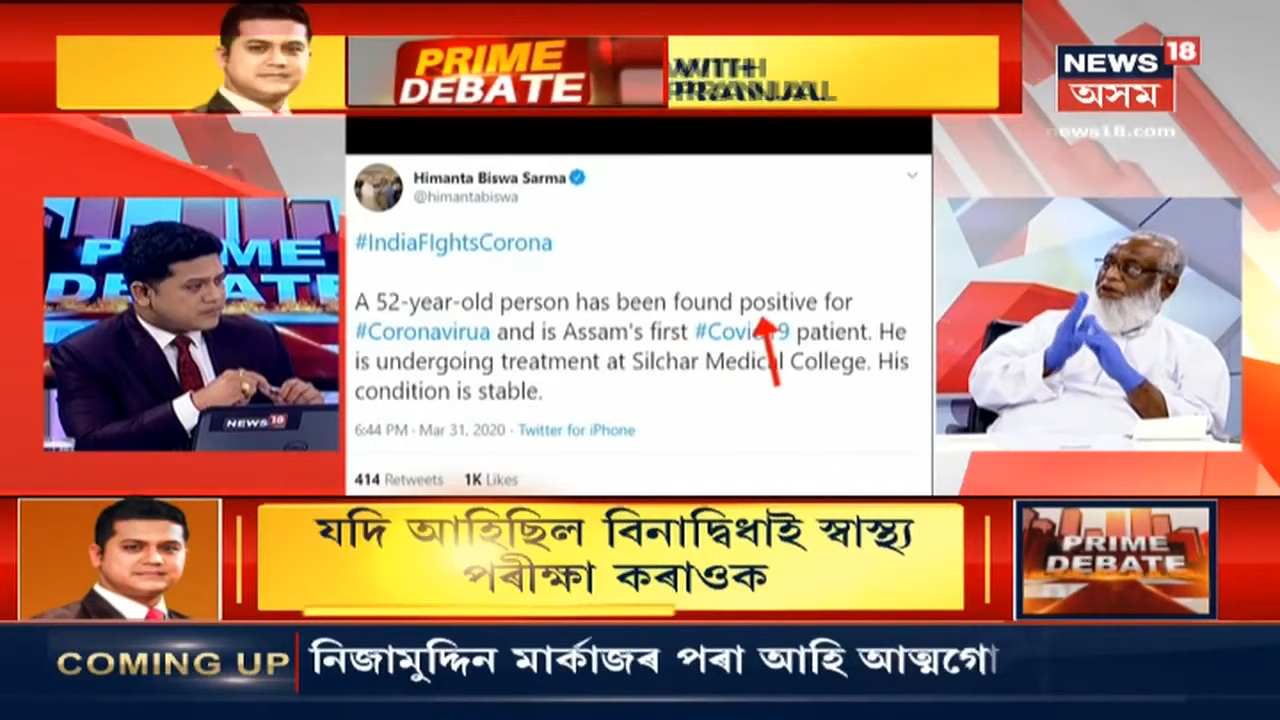 PRIME
DEBATE
WITH
PRANJAL
NEWS 18
অসম
news18.com
Himanta Biswa Sarma
@himantabiswa
#IndiaFIghtsCorona
A 52-year-old person has been found positive for
#Coronavirua and is Assam's first #Covid19 patient. He
is undergoing treatment at Silchar Medical College. His
condition is stable.
6:44 PM · Mar 31, 2020 · Twitter for iPhone
414 Retweets 1K Likes
PRIME
DEBATE
NEWS18
যদি আহিছিল বিনাদ্বিধাই স্বাস্থ্য
পৰীক্ষা কৰাওক
PRIME
DEBATE
COMING UP নিজামুদ্দিন মাৰ্কাজৰ পৰা আহি আত্মগো